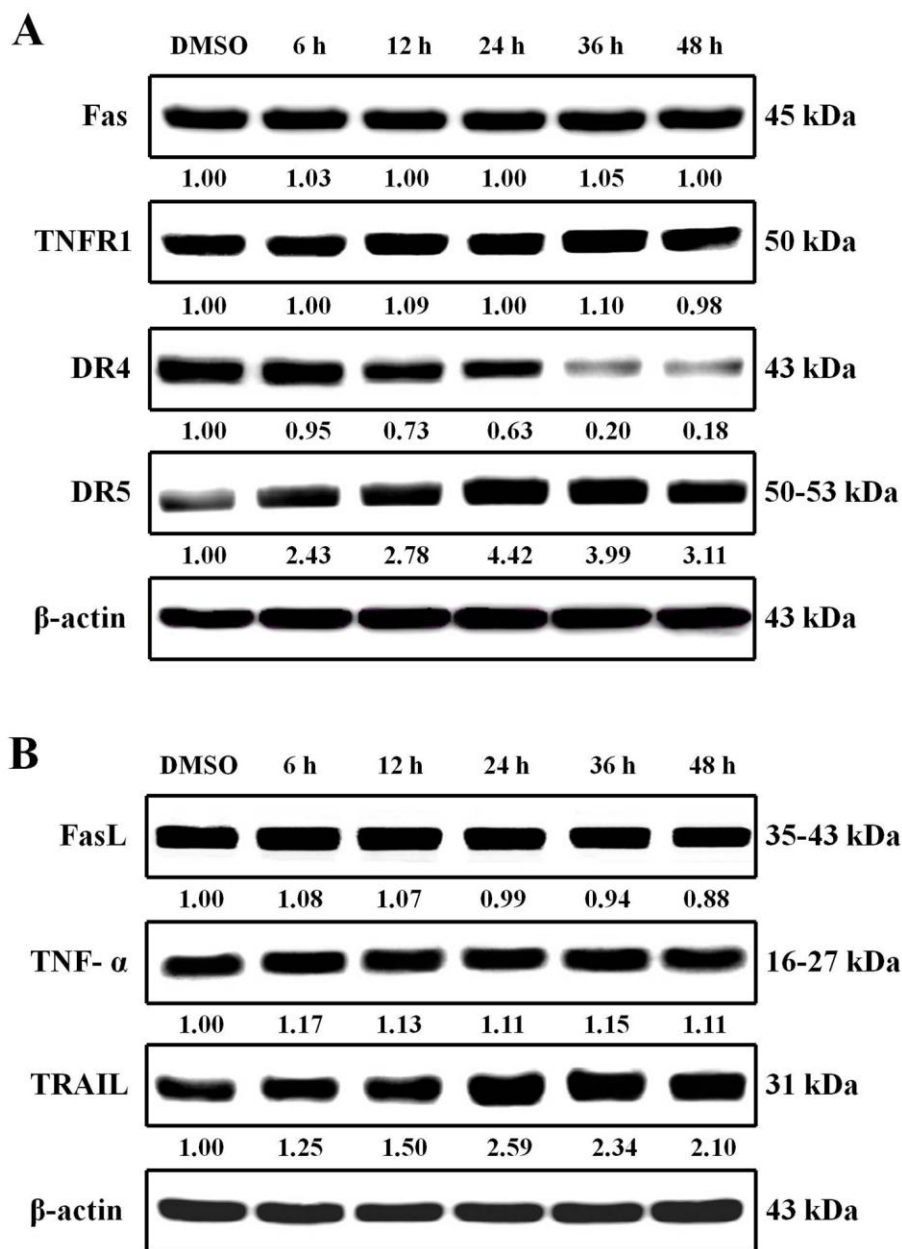 A
DMSO 6 h 12 h 24 h 36 h 48 h
Fas 45 kDa
1.00 1.03 1.00 1.00 1.05 1.00
TNFR1 50 kDa
1.00 1.00 1.09 1.00 1.10 0.98
DR4 43 kDa
1.00 0.95 0.73 0.63 0.20 0.18
DR5 50-53 kDa
1.00 2.43 2.78 4.42 3.99 3.11
β-actin 43 kDa
B
DMSO 6 h 12 h 24 h 36 h 48 h
FasL 35-43 kDa
1.00 1.08 1.07 0.99 0.94 0.88
TNF- α 16-27 kDa
1.00 1.17 1.13 1.11 1.15 1.11
TRAIL 31 kDa
1.00 1.25 1.50 2.59 2.34 2.10
β-actin 43 kDa